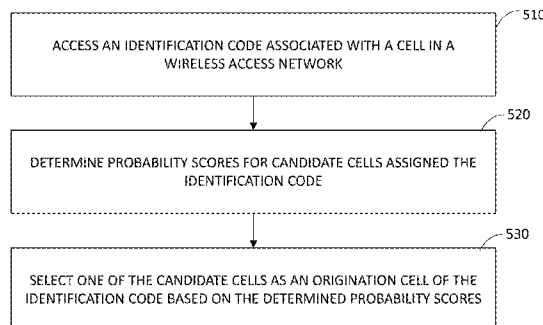 510
ACCESS AN IDENTIFICATION CODE ASSOCIATED WITH A CELL IN A
WIRELESS ACCESS NETWORK
520
DETERMINE PROBABILITY SCORES FOR CANDIDATE CELLS ASSIGNED THE
IDENTIFICATION CODE
530
SELECT ONE OF THE CANDIDATE CELLS AS AN ORIGINATION CELL OF THE
IDENTIFICATION CODE BASED ON THE DETERMINED PROBABILITY SCORES